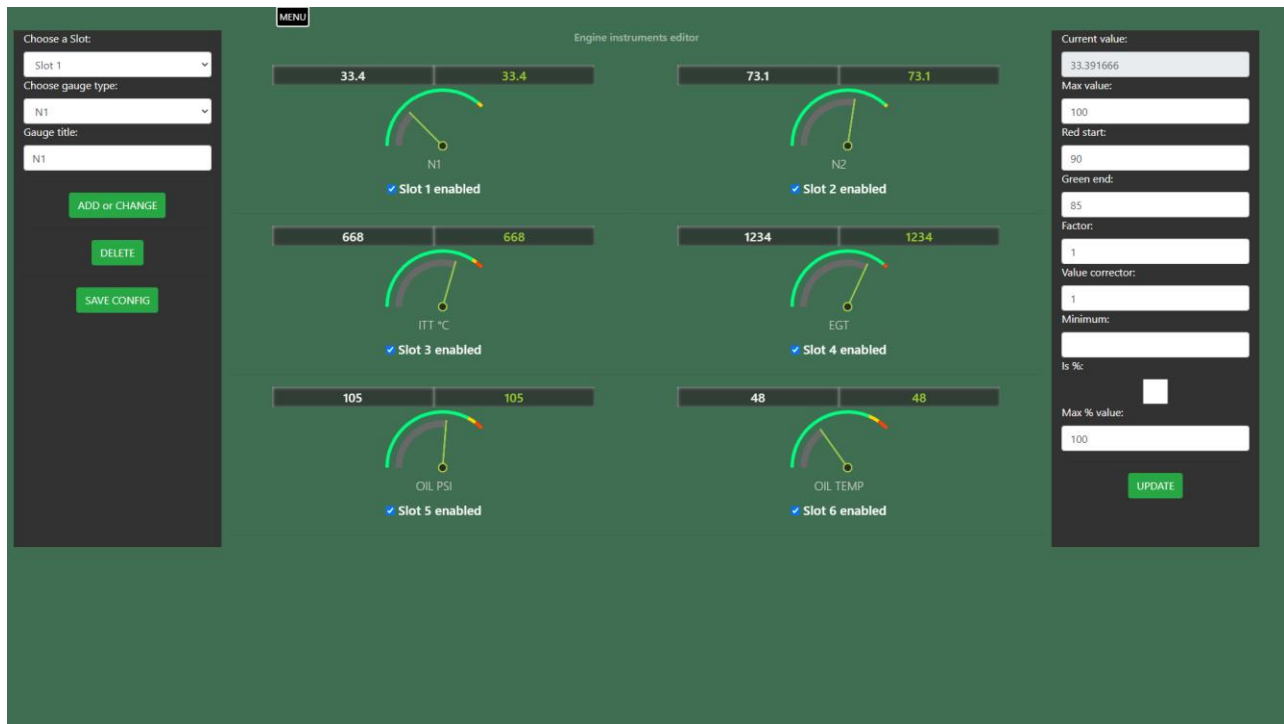 MENU
Choose a Slot:
Slot 1
Choose gauge type:
N1
Gauge title:
N1
ADD or CHANGE
DELETE
SAVE CONFIG
Engine instruments editor
33.4 33.4
N1
Slot 1 enabled
73.1 73.1
N2
Slot 2 enabled
668 668
ITT °C
Slot 3 enabled
1234 1234
EGT
Slot 4 enabled
105 105
OIL PSI
Slot 5 enabled
48 48
OIL TEMP
Slot 6 enabled
Current value:
33.391666
Max value:
100
Red start:
90
Green end:
85
Factor:
1
Value corrector:
1
Minimum:
Is %:
Max % value:
100
UPDATE